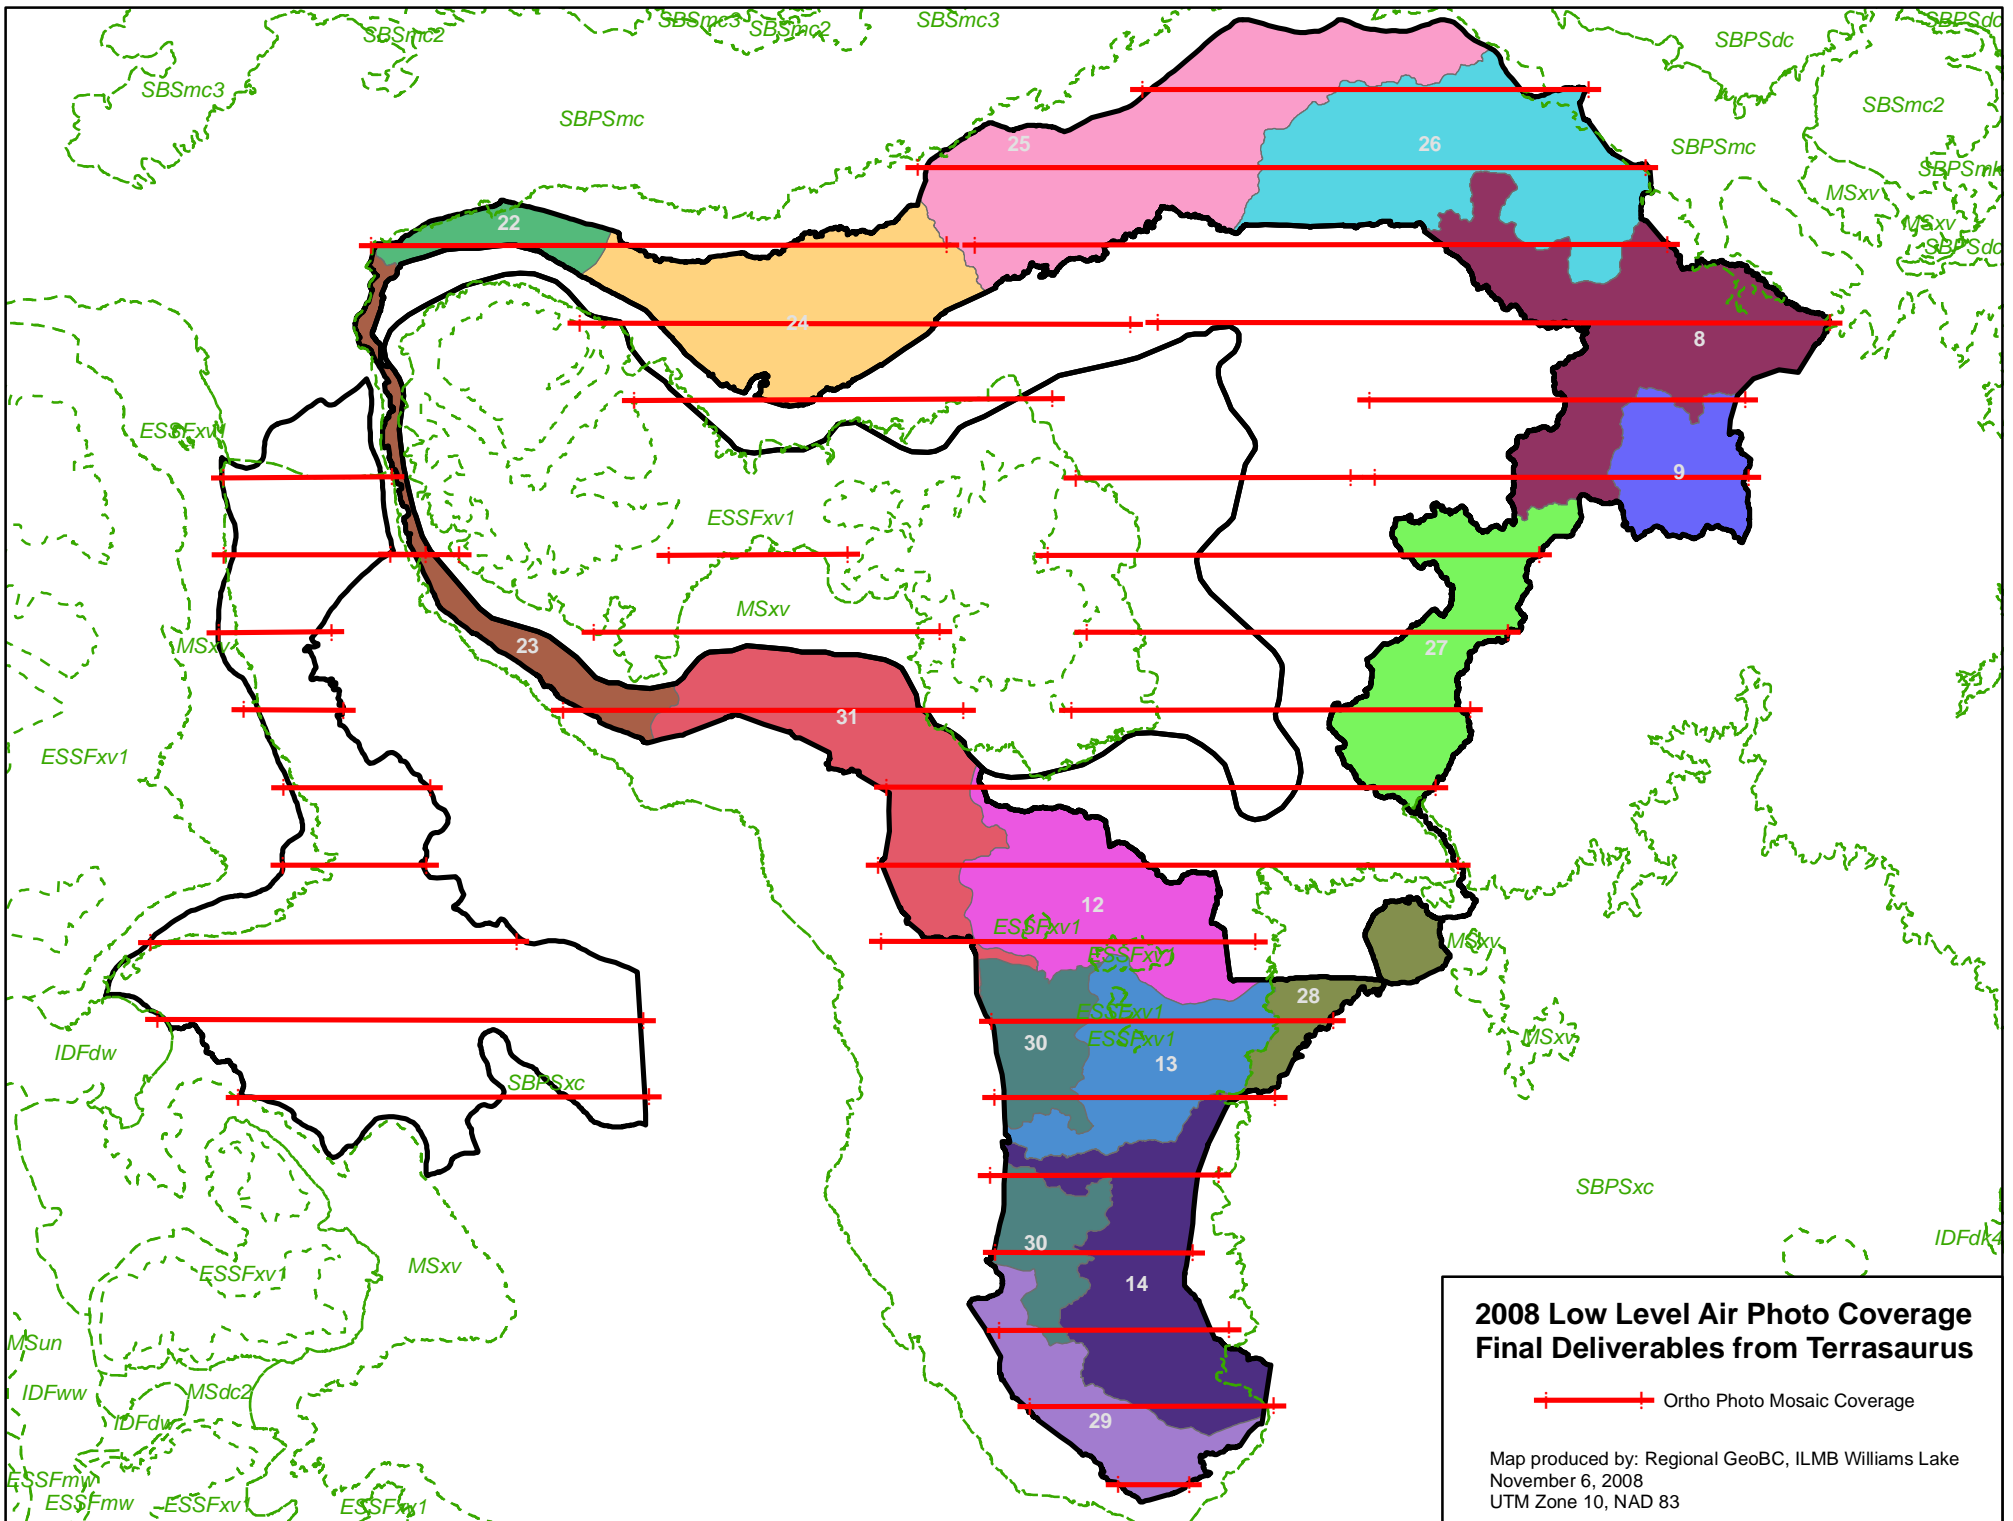 SBSmc3
SBSmc2
SBSmc3
SBPSdc
SBSmc2
SBSmc2
SBPSdc
SBSmc3
SBSmc2
SBPSmc
25
26
SBPSmc
SBPSmk
MSxv
22
MSxv
SBPSdc
24
8
ESSFxv1
9
ESSFxv1
MSxv
MSxv
23
27
31
ESSFxv1
12
ESSFxv1
MSxv
ESSFxv1
28
ESSFxv1
30
ESSFxv1
MSxv
IDFdw
13
SBPSxc
SBPSxc
30
IDFdk4
MSxv
ESSFxv1
14
MSun
IDFww
MSdc2
IDFdw
29
ESSFmw
ESSFmw
ESSFxv1
ESSFxv1
2008 Low Level Air Photo Coverage
Final Deliverables from Terrasaurus
Ortho Photo Mosaic Coverage
Map produced by: Regional GeoBC, ILMB Williams Lake
November 6, 2008
UTM Zone 10, NAD 83